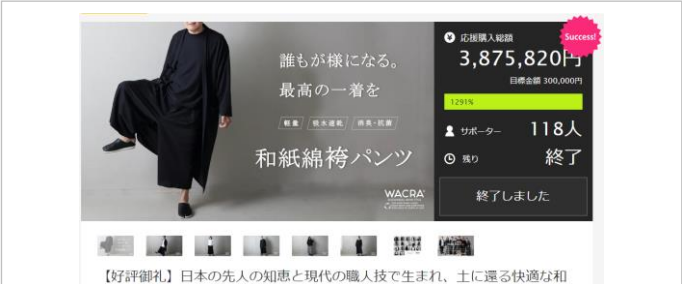 誰もが様になる。
最高の一着を
軽量 吸水速乾 消臭・抗菌
和紙綿袴パンツ
WACRA
応援購入総額
Success!
3,875,820円
目標金額 300,000円
1291%
サポーター 118人
残り 終了
終了しました
【好評御礼】日本の先人の知恵と現代の職人技で生まれ、土に還る快適な和